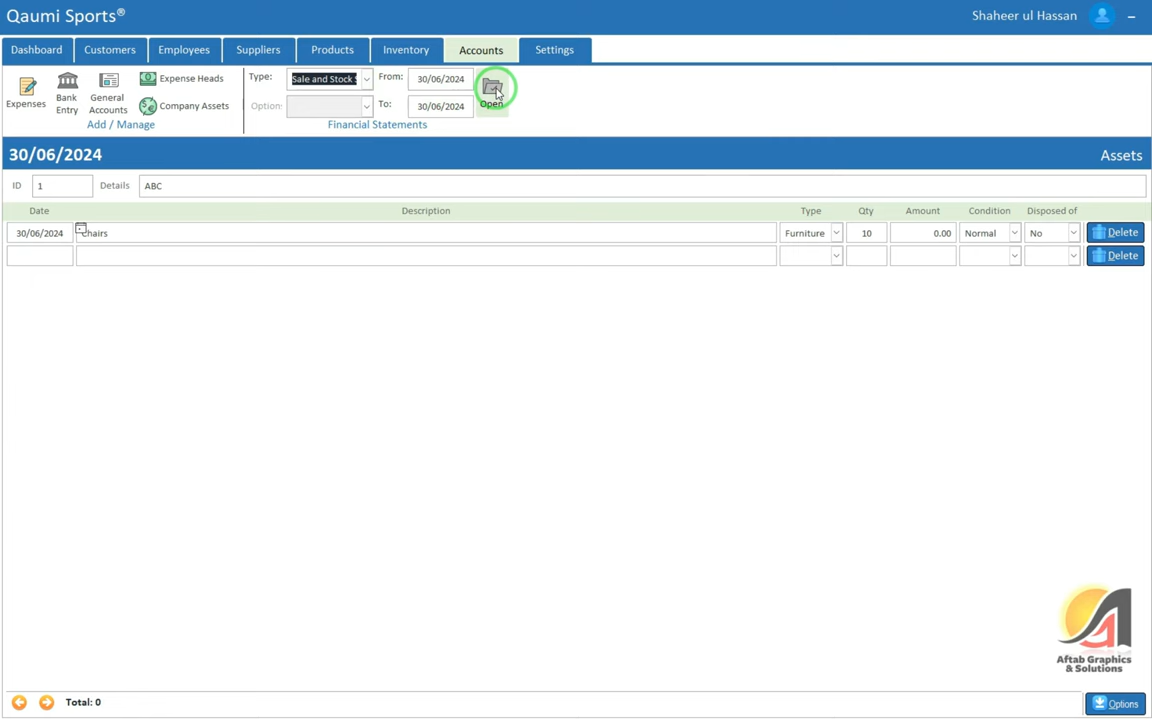 Qaumi Sports®
Shaheer ul Hassan
Dashboard Customers Employees Suppliers Products Inventory Accounts Settings
Expenses
Bank Entry
General Accounts
Expense Heads
Company Assets
Add / Manage
Type: Sale and Stock From: 30/06/2024
Option: To: 30/06/2024
Open
Financial Statements
30/06/2024 Assets
ID 1 Details ABC
Date Description Type Qty Amount Condition Disposed of
30/06/2024 Chairs Furniture 10 0.00 Normal No Delete
Delete
Aftab Graphics
& Solutions
Total: 0
Options